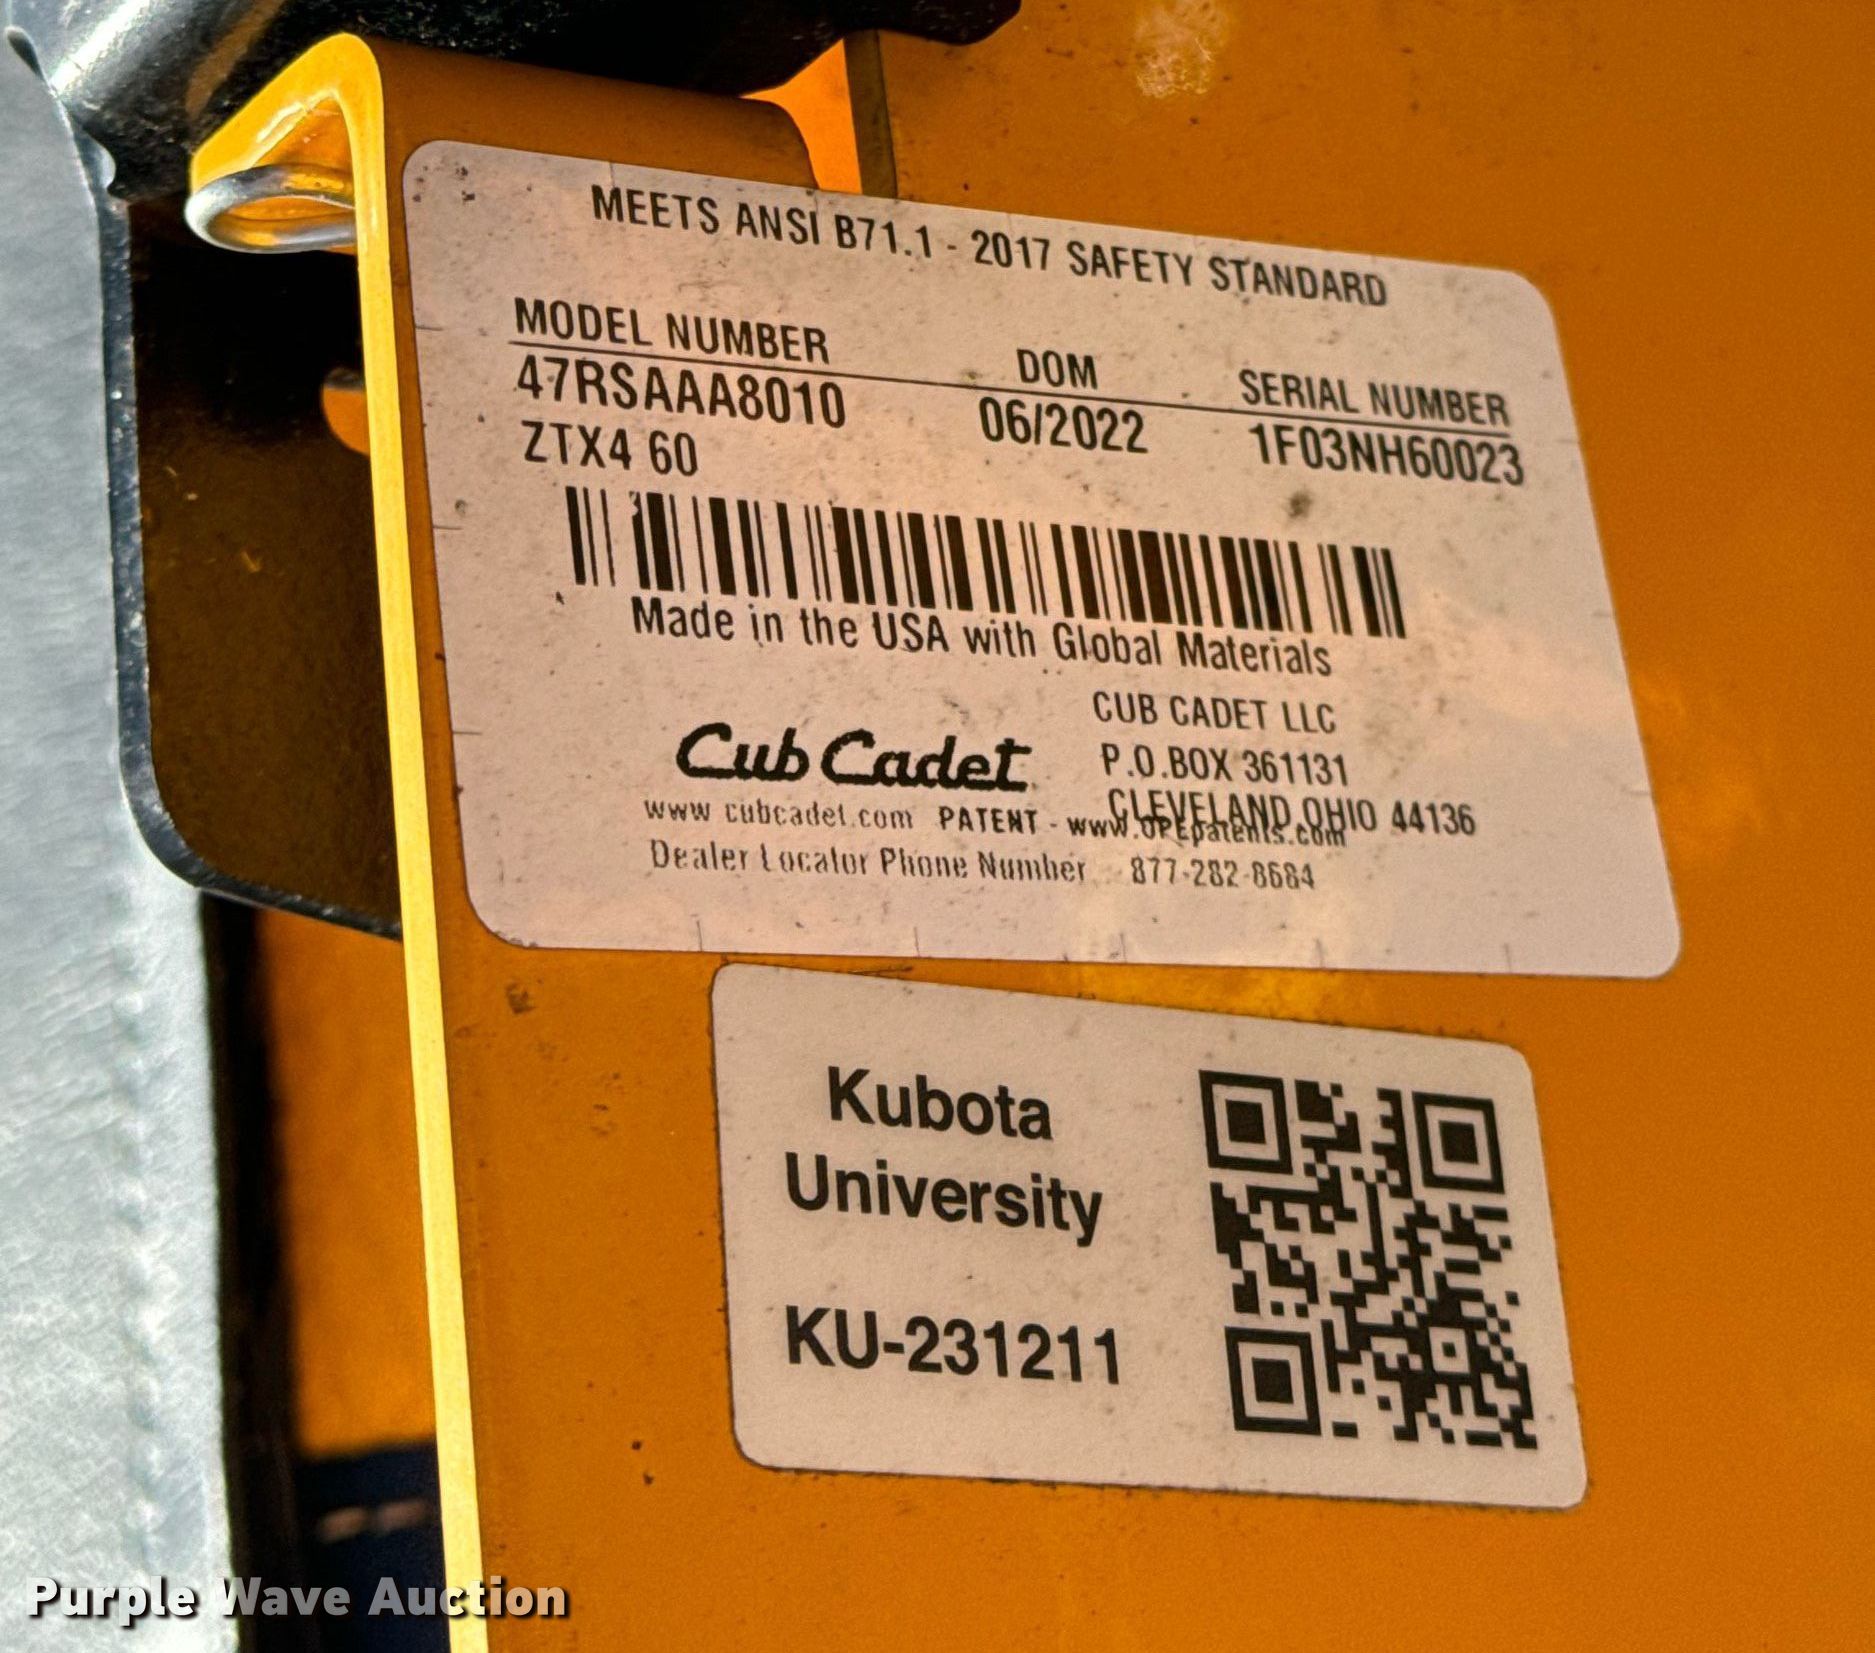 MEETS ANSI B71.1 - 2017 SAFETY STANDARD
MODEL NUMBER DOM SERIAL NUMBER
47RSAAA8010 06/2022 1F03NH60023
ZTX4 60
Made in the USA with Global Materials
Cub Cadet
CUB CADET LLC
P.O.BOX 361131
CLEVELAND,OHIO 44136
www.cubcadet.com PATENT - www.OPEpatents.com
Dealer Locator Phone Number 877-282-8684
Kubota
University
KU-231211
Purple Wave Auction